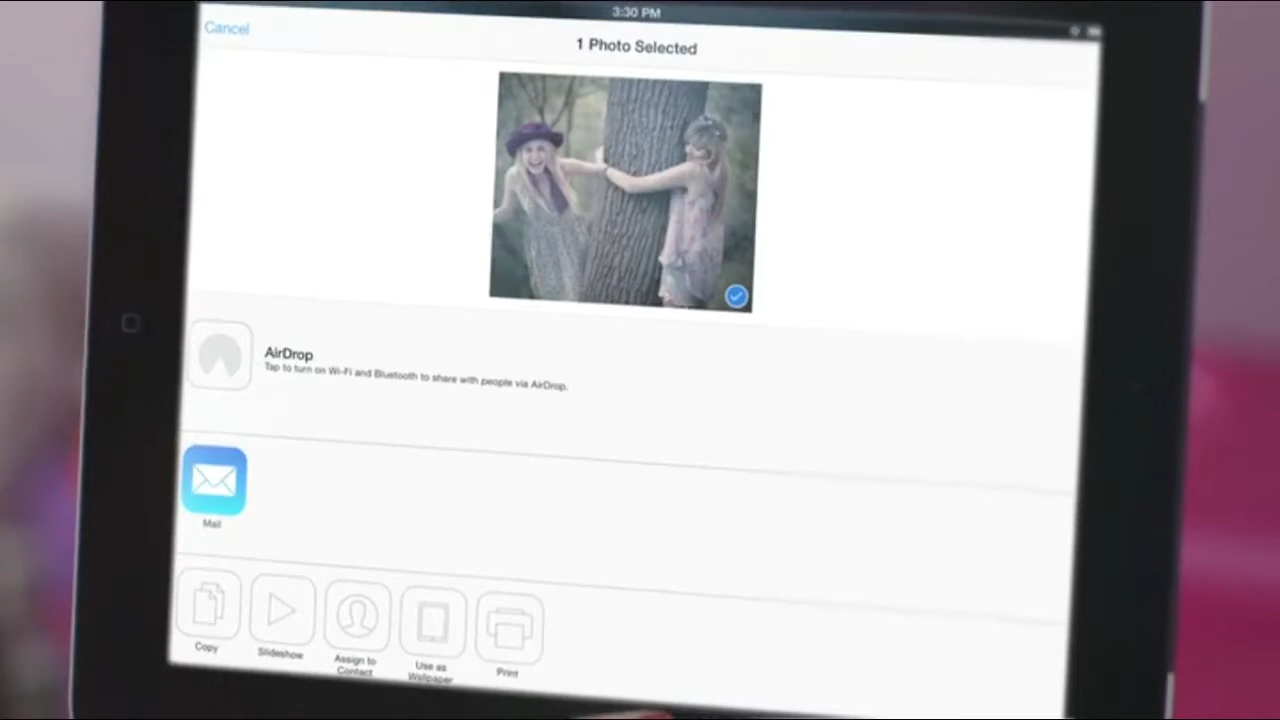 3:30 PM
Cancel
1 Photo Selected
AirDrop
Tap to turn on Wi-Fi and Bluetooth to share with people via AirDrop.
Mail
Copy
Slideshow
Assign to
Contact
Use as
Wallpaper
Print